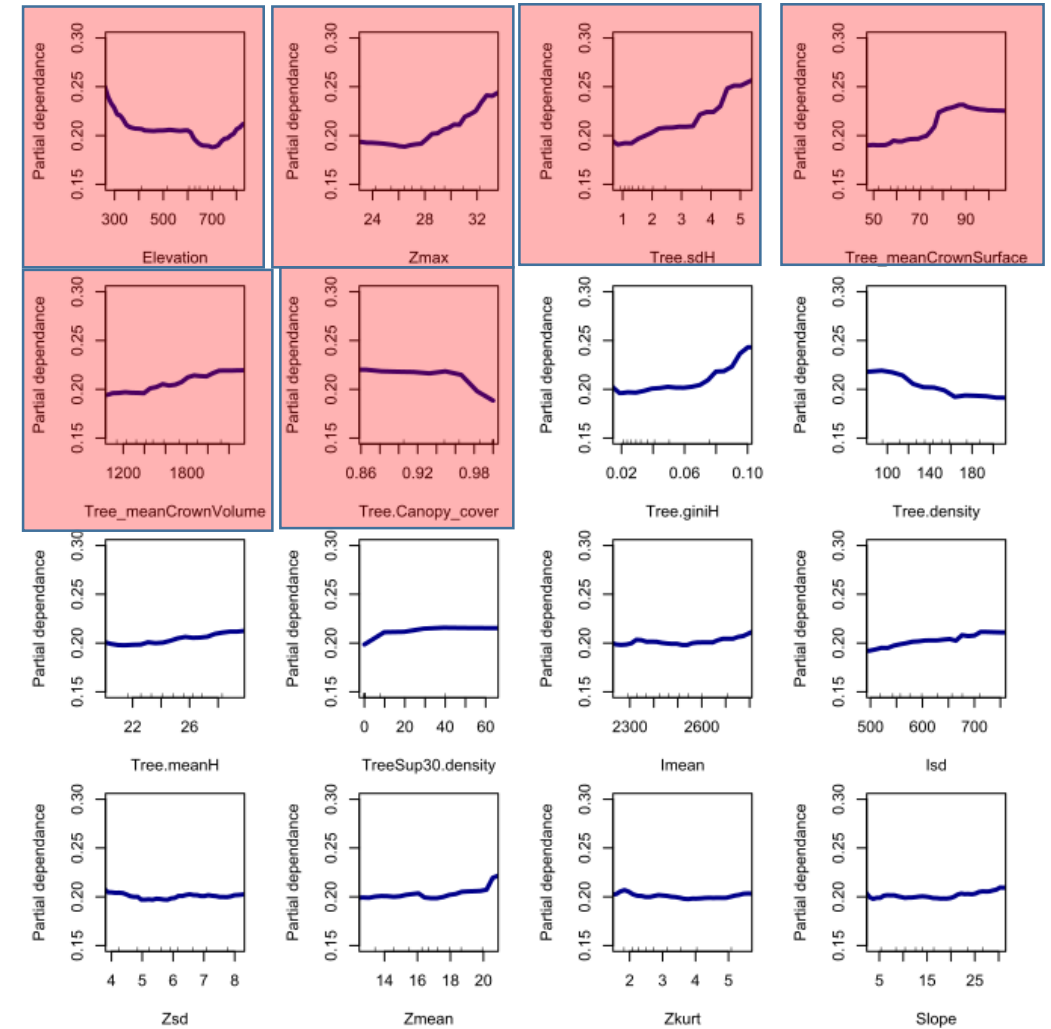 Partial dependance
0.15 0.20 0.25 0.30
300 500 700
Elevation
Partial dependance
0.15 0.20 0.25 0.30
24 28 32
Zmax
Partial dependance
0.15 0.20 0.25 0.30
1 2 3 4 5
Tree.sdH
Partial dependance
0.15 0.20 0.25 0.30
50 70 90
Tree_meanCrownSurface
Partial dependance
0.15 0.20 0.25 0.30
1200 1800
Tree_meanCrownVolume
Partial dependance
0.15 0.20 0.25 0.30
0.86 0.92 0.98
Tree.Canopy_cover
Partial dependance
0.15 0.20 0.25 0.30
0.02 0.06 0.10
Tree.giniH
Partial dependance
0.15 0.20 0.25 0.30
100 140 180
Tree.density
Partial dependance
0.15 0.20 0.25 0.30
22 26
Tree.meanH
Partial dependance
0.15 0.20 0.25 0.30
0 20 40 60
TreeSup30.density
Partial dependance
0.15 0.20 0.25 0.30
2300 2600
Imean
Partial dependance
0.15 0.20 0.25 0.30
500 600 700
Isd
Partial dependance
0.15 0.20 0.25 0.30
4 5 6 7 8
Zsd
Partial dependance
0.15 0.20 0.25 0.30
14 16 18 20
Zmean
Partial dependance
0.15 0.20 0.25 0.30
2 3 4 5
Zkurt
Partial dependance
0.15 0.20 0.25 0.30
5 15 25
Slope